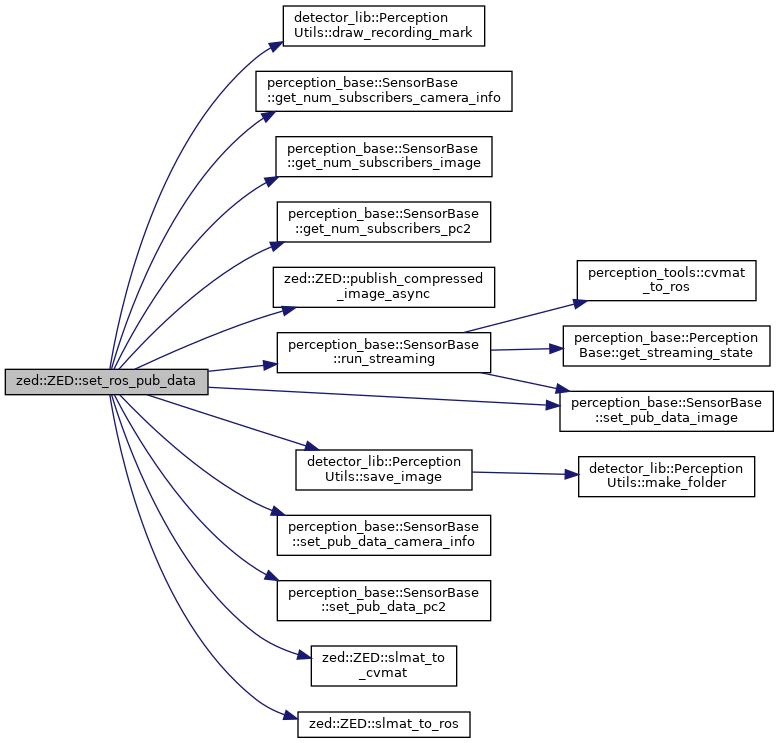 detector_lib::Perception
Utils::draw_recording_mark
perception_base::SensorBase
::get_num_subscribers_camera_info
perception_base::SensorBase
::get_num_subscribers_image
perception_base::SensorBase
::get_num_subscribers_pc2
zed::ZED::publish_compressed
_image_async
perception_base::SensorBase
::run_streaming
zed::ZED::set_ros_pub_data
perception_tools::cvmat
_to_ros
perception_base::Perception
Base::get_streaming_state
perception_base::SensorBase
::set_pub_data_image
detector_lib::Perception
Utils::save_image
detector_lib::Perception
Utils::make_folder
perception_base::SensorBase
::set_pub_data_camera_info
perception_base::SensorBase
::set_pub_data_pc2
zed::ZED::slmat_to
_cvmat
zed::ZED::slmat_to_ros